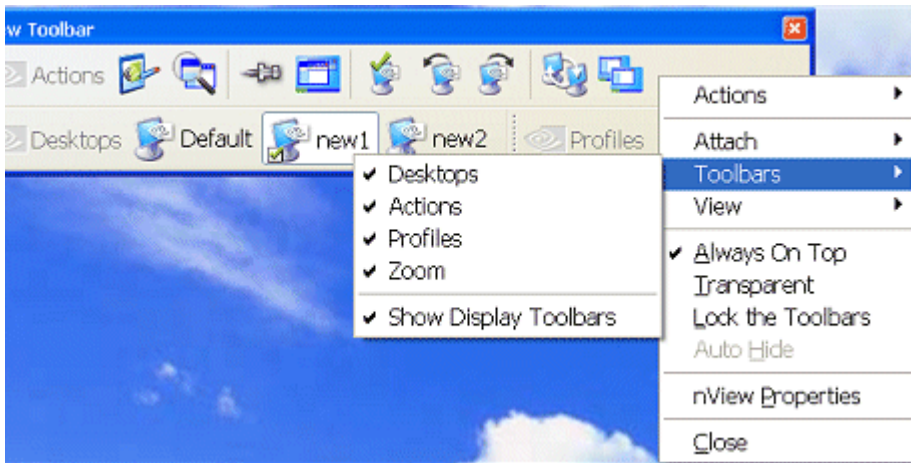 w Toolbar
Actions
Desktops Default new1 new2 Profiles
Desktops
Actions
Profiles
Zoom
Show Display Toolbars
Actions
Attach
Toolbars
View
Always On Top
Transparent
Lock the Toolbars
Auto Hide
nView Properties
Close